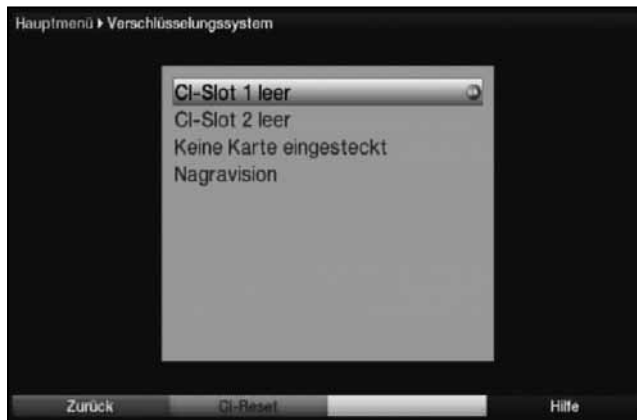 Hauptmenü ▸ Verschlüsselungssystem
CI-Slot 1 leer
CI-Slot 2 leer
Keine Karte eingesteckt
Nagravision
Zurück CI-Reset Hilfe